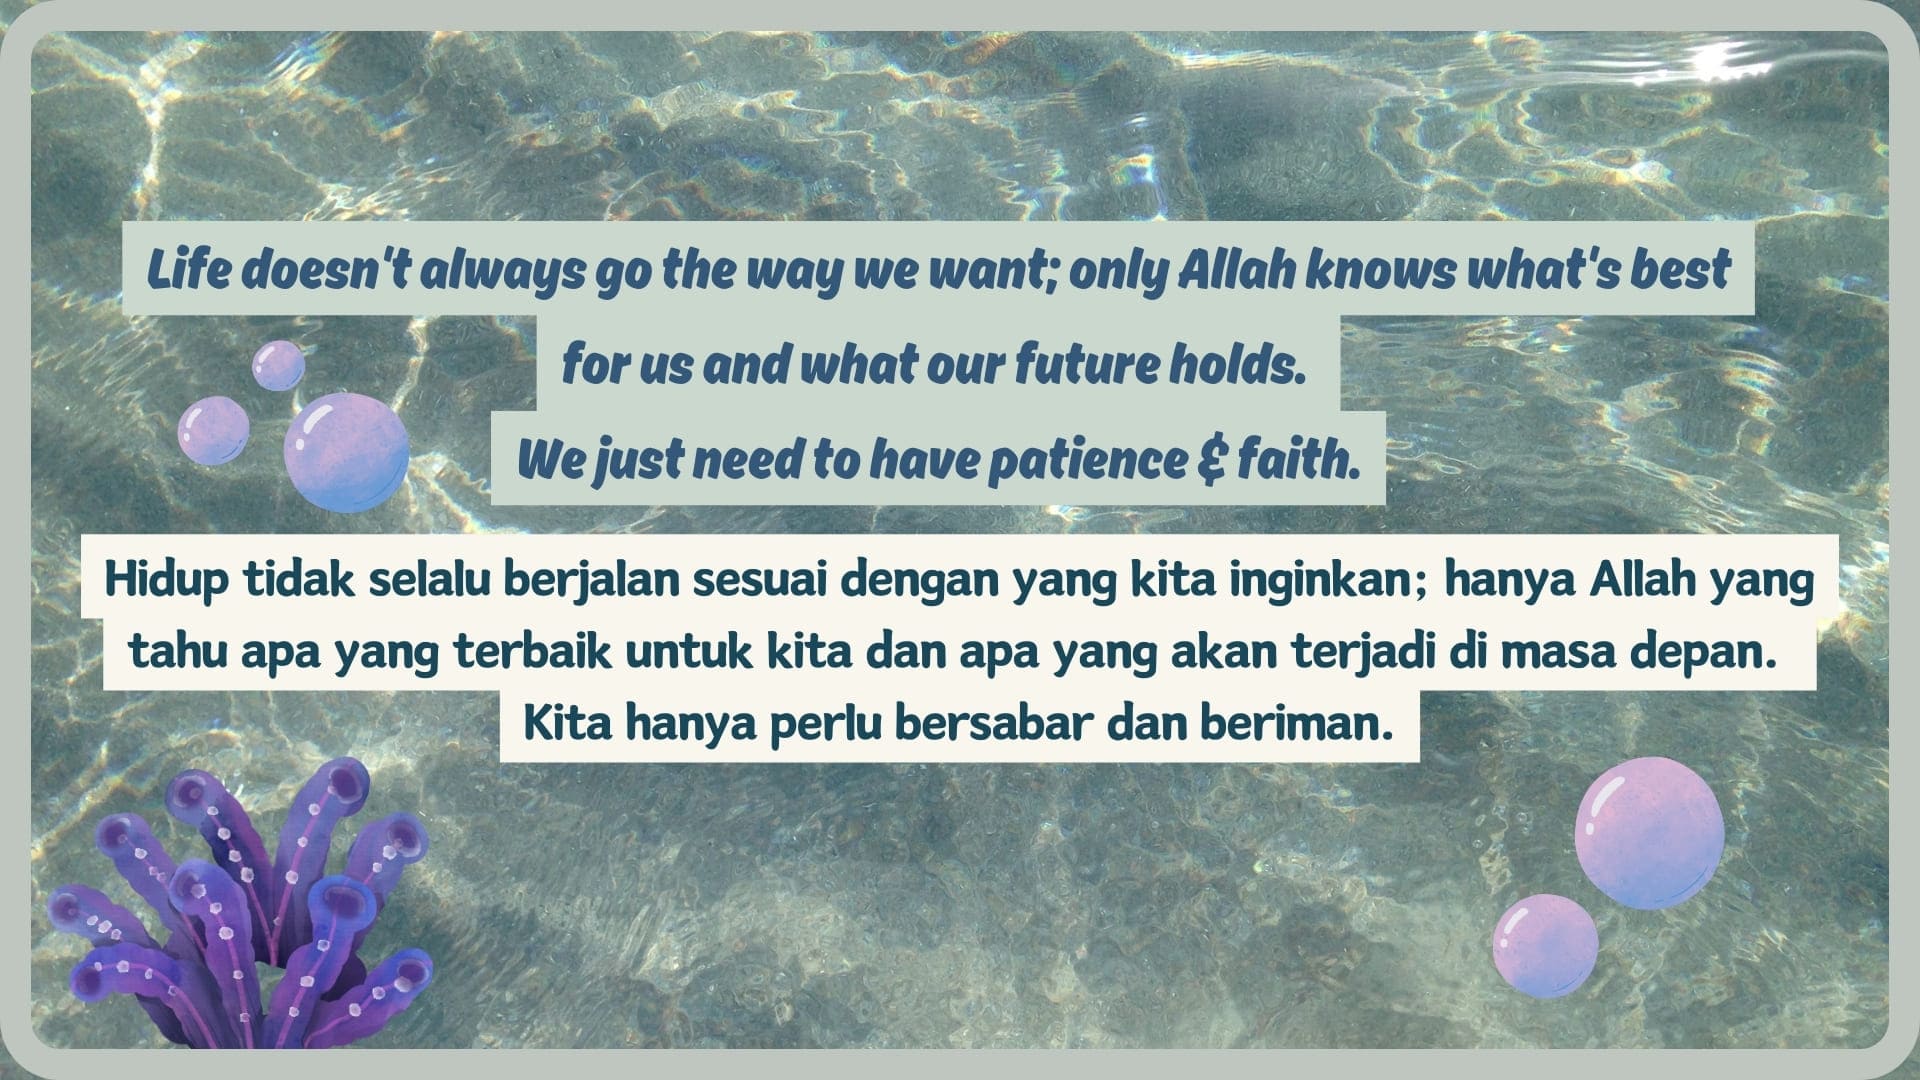 Life doesn't always go the way we want; only Allah knows what's best
for us and what our future holds.
We just need to have patience & faith.
Hidup tidak selalu berjalan sesuai dengan yang kita inginkan; hanya Allah yang
tahu apa yang terbaik untuk kita dan apa yang akan terjadi di masa depan.
Kita hanya perlu bersabar dan beriman.